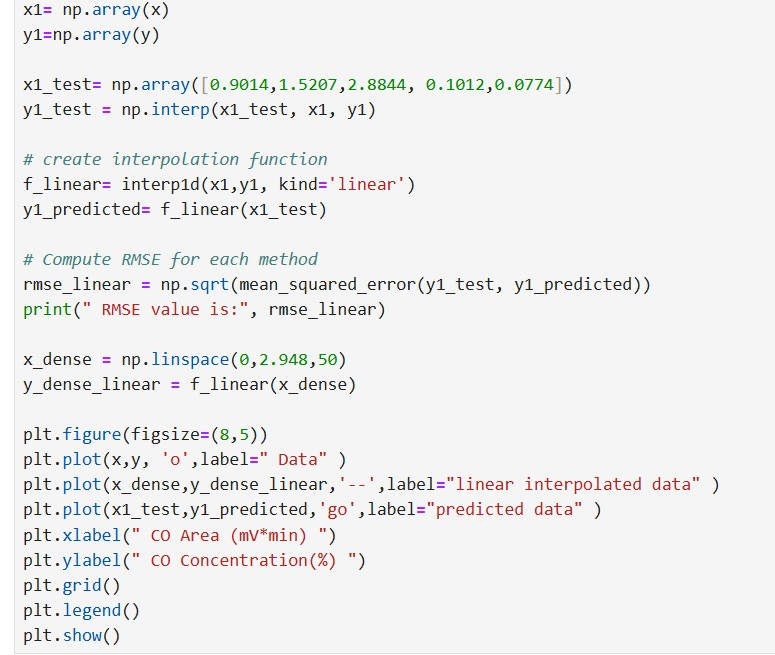 x1= np.array(x)
y1=np.array(y)
x1_test= np.array([0.9014,1.5207,2.8844, 0.1012,0.0774])
y1_test = np.interp(x1_test, x1, y1)
# create interpolation function
f_linear= interp1d(x1,y1, kind='linear')
y1_predicted= f_linear(x1_test)
# Compute RMSE for each method
rmse_linear = np.sqrt(mean_squared_error(y1_test, y1_predicted))
print(" RMSE value is:", rmse_linear)
x_dense = np.linspace(0,2.948,50)
y_dense_linear = f_linear(x_dense)
plt.figure(figsize=(8,5))
plt.plot(x,y, 'o',label=" Data" )
plt.plot(x_dense,y_dense_linear,'--',label="linear interpolated data" )
plt.plot(x1_test,y1_predicted,'go',label="predicted data" )
plt.xlabel(" CO Area (mV*min) ")
plt.ylabel(" CO Concentration(%) ")
plt.grid()
plt.legend()
plt.show()